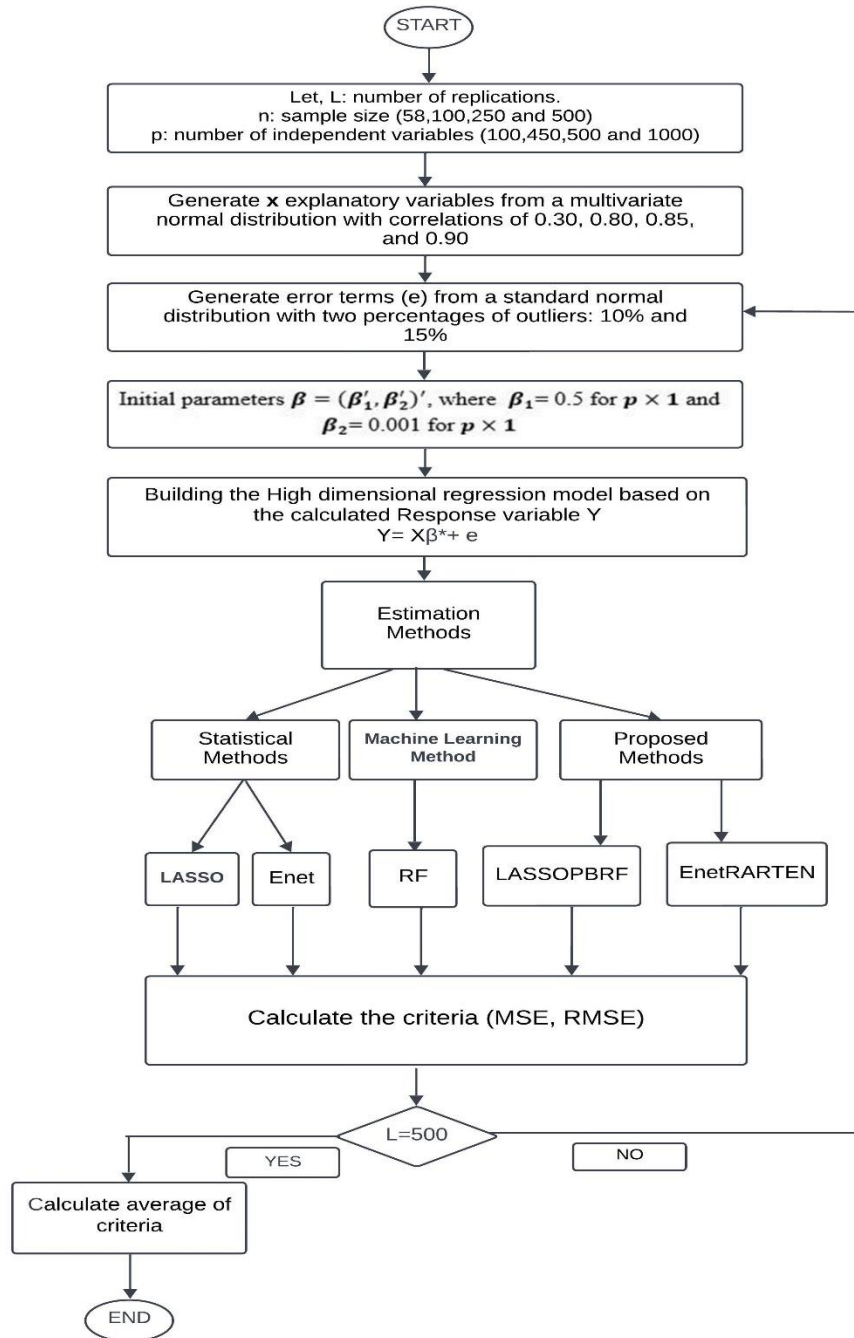 START
Let, L: number of replications.
n: sample size (58,100,250 and 500)
p: number of independent variables (100,450,500 and 1000)
Generate x explanatory variables from a multivariate
normal distribution with correlations of 0.30, 0.80, 0.85,
and 0.90
Generate error terms (e) from a standard normal
distribution with two percentages of outliers: 10% and
15%
Initial parameters β = (β′₁, β′₂)′, where β₁= 0.5 for p × 1 and
β₂= 0.001 for p × 1
Building the High dimensional regression model based on
the calculated Response variable Y
Y= Xβ*+ e
Estimation
Methods
Statistical
Methods
Machine Learning
Method
Proposed
Methods
LASSO
Enet
RF
LASSOPBRF
EnetRARTEN
Calculate the criteria (MSE, RMSE)
L=500
YES
NO
Calculate average of
criteria
END